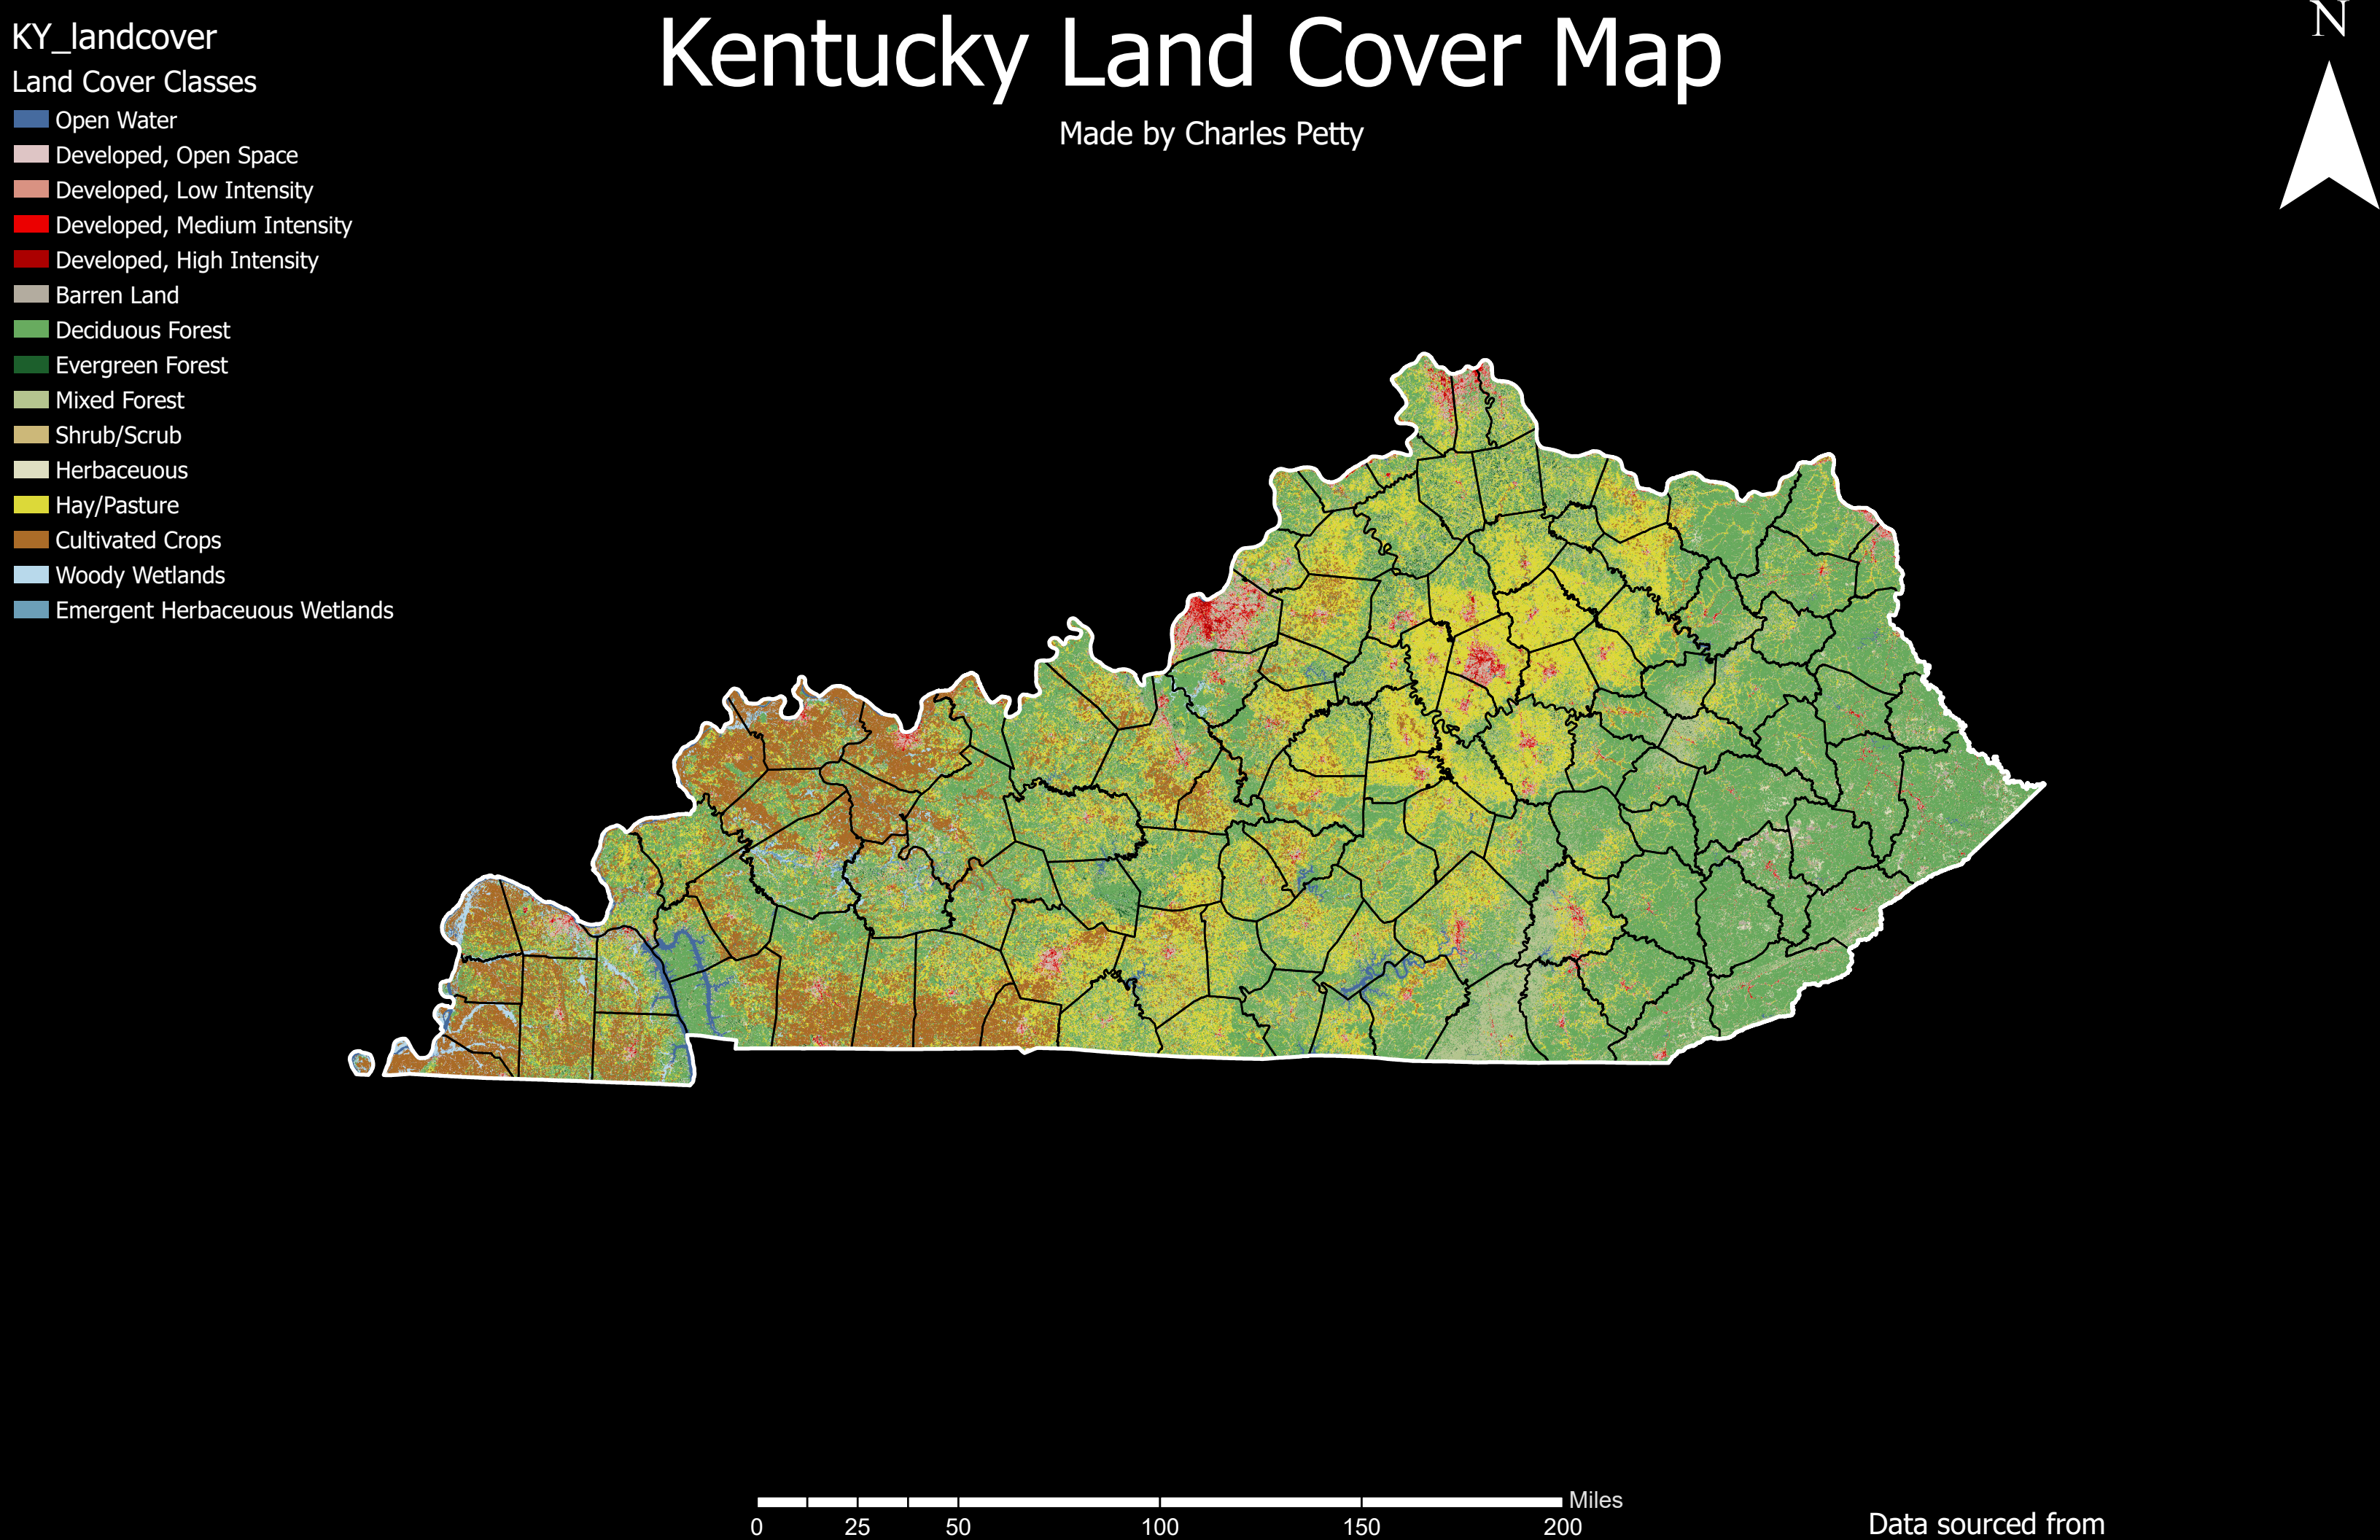 Kentucky Land Cover Map
Made by Charles Petty
N
KY_landcover
Land Cover Classes
Open Water
Developed, Open Space
Developed, Low Intensity
Developed, Medium Intensity
Developed, High Intensity
Barren Land
Deciduous Forest
Evergreen Forest
Mixed Forest
Shrub/Scrub
Herbaceuous
Hay/Pasture
Cultivated Crops
Woody Wetlands
Emergent Herbaceuous Wetlands
Miles
0 25 50 100 150 200
Data sourced from